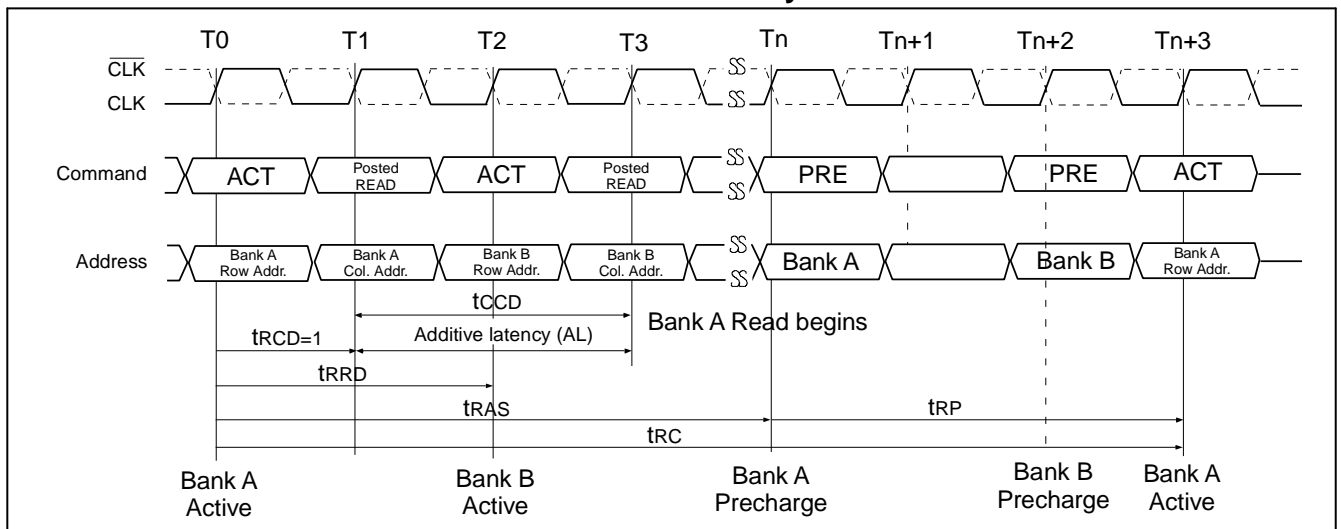 T0 T1 T2 T3 Tn Tn+1 Tn+2 Tn+3
CLK
CLK
Command ACT Posted READ ACT Posted READ PRE PRE ACT
Address Bank A Row Addr. Bank A Col. Addr. Bank B Row Addr. Bank B Col. Addr. Bank A Bank B Bank A Row Addr.
tCCD
Bank A Read begins
tRCD=1 Additive latency (AL)
tRRD
tRAS tRP
tRC
Bank A Active Bank B Active Bank A Precharge Bank B Precharge Bank A Active